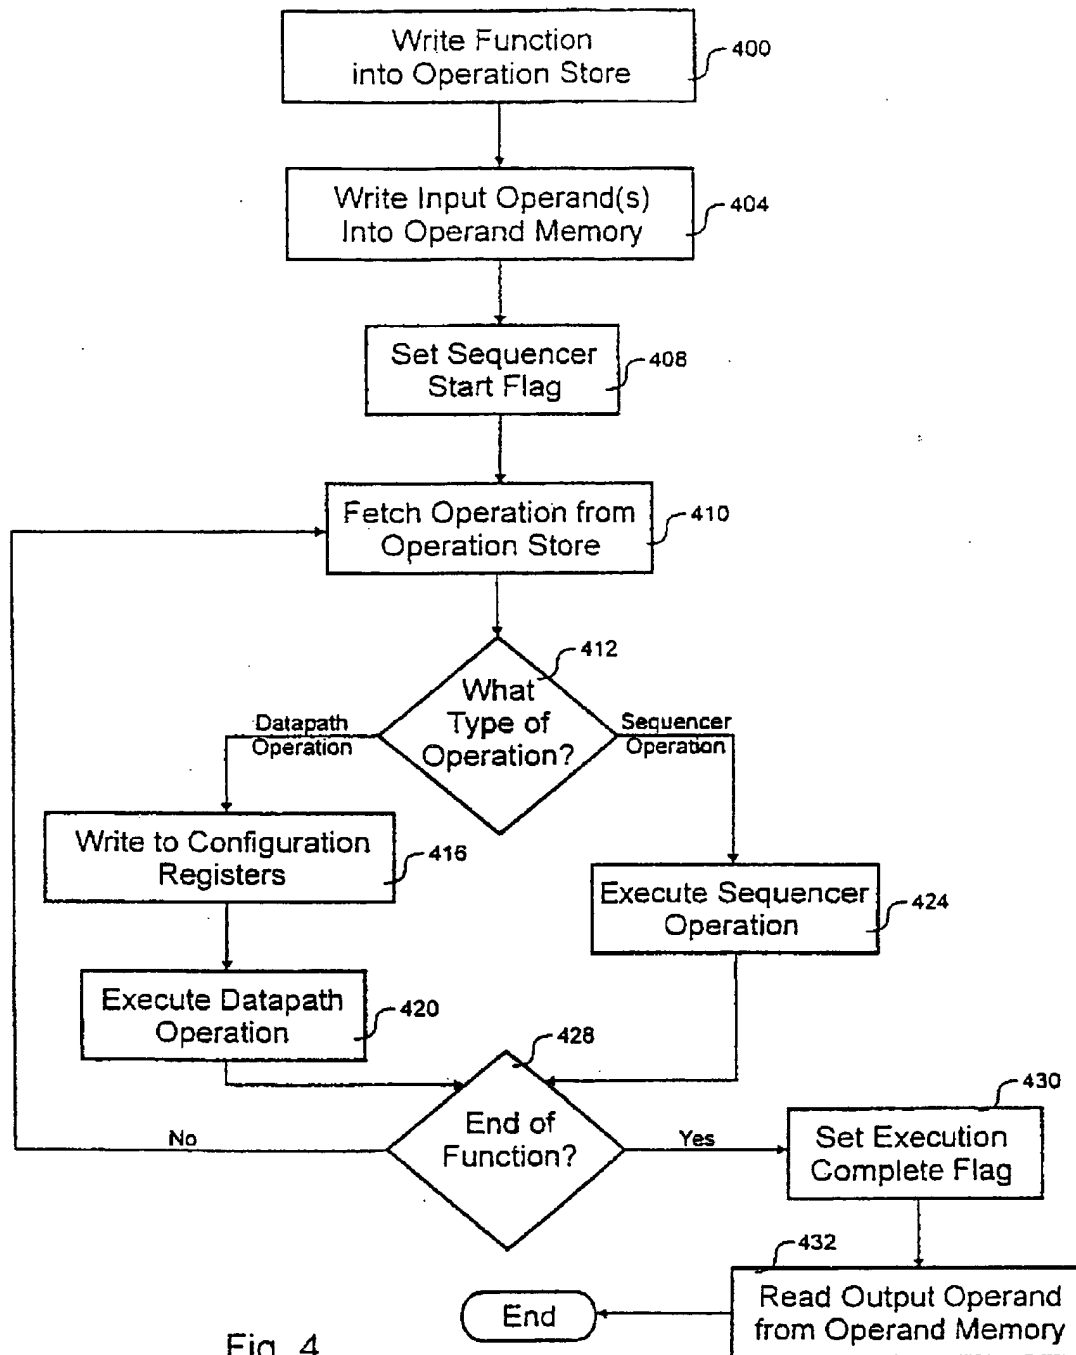 Write Function
into Operation Store
400
Write Input Operand(s)
Into Operand Memory
404
Set Sequencer
Start Flag
408
Fetch Operation from
Operation Store
410
412
What
Type of
Operation?
Datapath
Operation
Sequencer
Operation
Write to Configuration
Registers
416
Execute Sequencer
Operation
424
Execute Datapath
Operation
420
428
End of
Function?
No
Yes
430
Set Execution
Complete Flag
432
Read Output Operand
from Operand Memory
End
Fig. 4